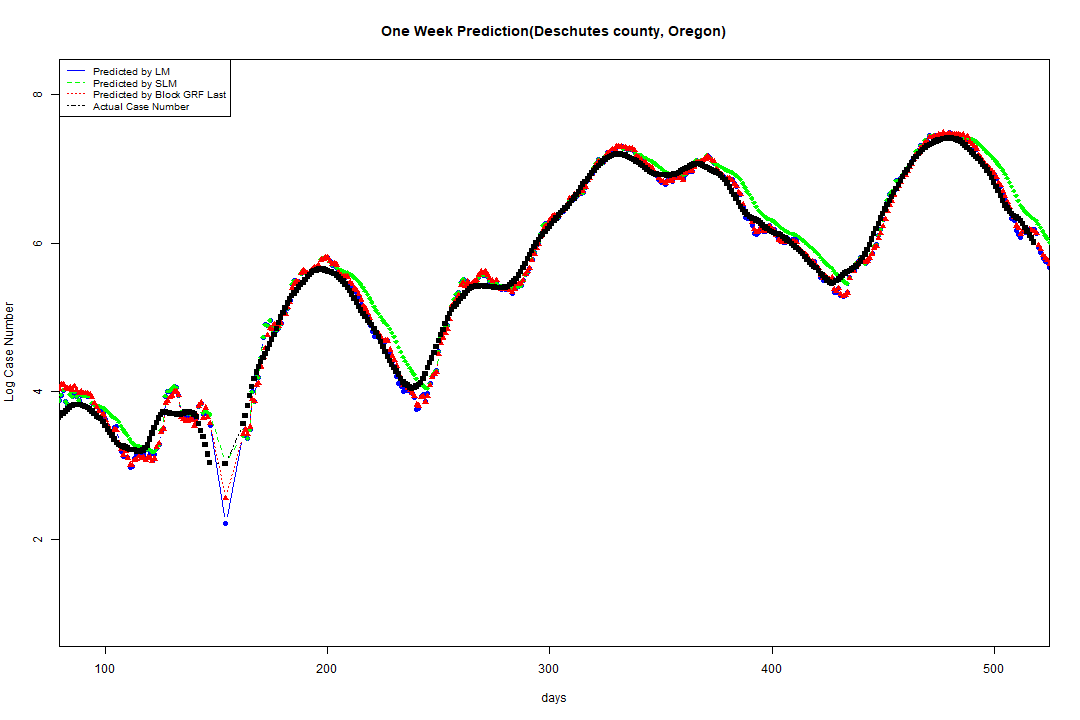 One Week Prediction(Deschutes county, Oregon)
Predicted by LM
Predicted by SLM
Predicted by Block GRF Last
Actual Case Number
8
6
4
2
Log Case Number
100 200 300 400 500
days